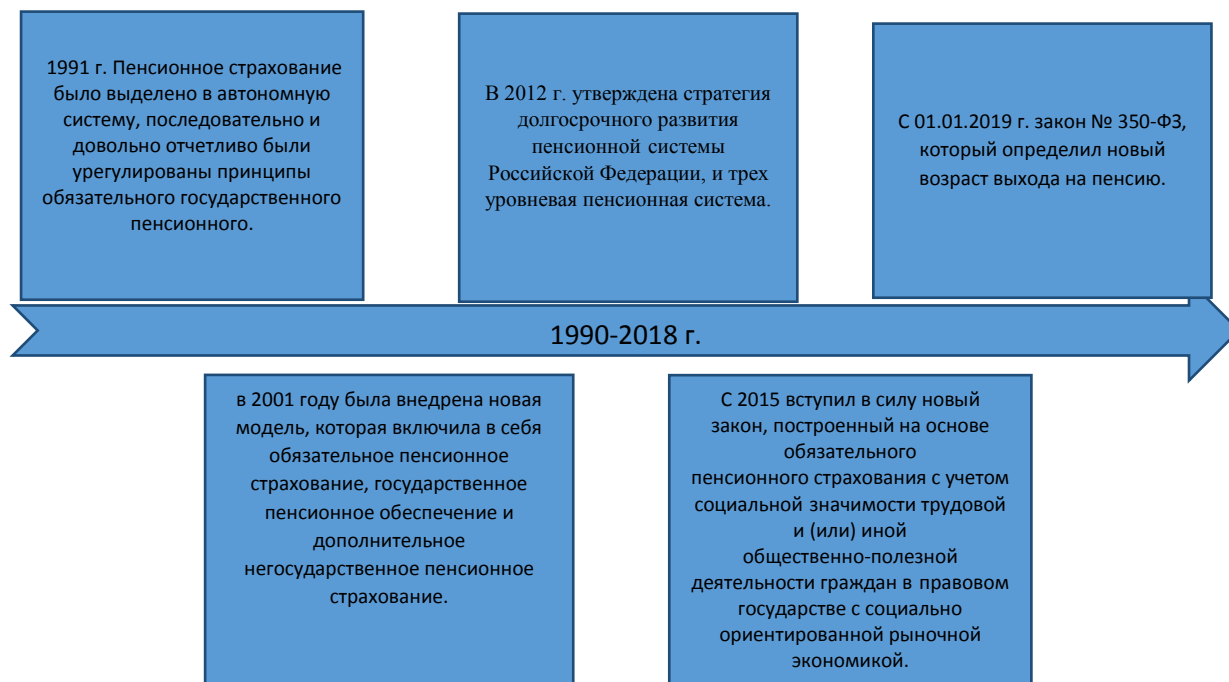 1991 г. Пенсионное страхование
было выделено в автономную
систему, последовательно и
довольно отчетливо были
урегулированы принципы
обязательного государственного
пенсионного.
В 2012 г. утверждена стратегия
долгосрочного развития
пенсионной системы
Российской Федерации, и трех
уровневая пенсионная система.
С 01.01.2019 г. закон № 350-ФЗ,
который определил новый
возраст выхода на пенсию.
1990-2018 г.
в 2001 году была внедрена новая
модель, которая включила в себя
обязательное пенсионное
страхование, государственное
пенсионное обеспечение и
дополнительное
негосударственное пенсионное
страхование.
С 2015 вступил в силу новый
закон, построенный на основе
обязательного
пенсионного страхования с учетом
социальной значимости трудовой
и (или) иной
общественно-полезной
деятельности граждан в правовом
государстве с социально
ориентированной рыночной
экономикой.